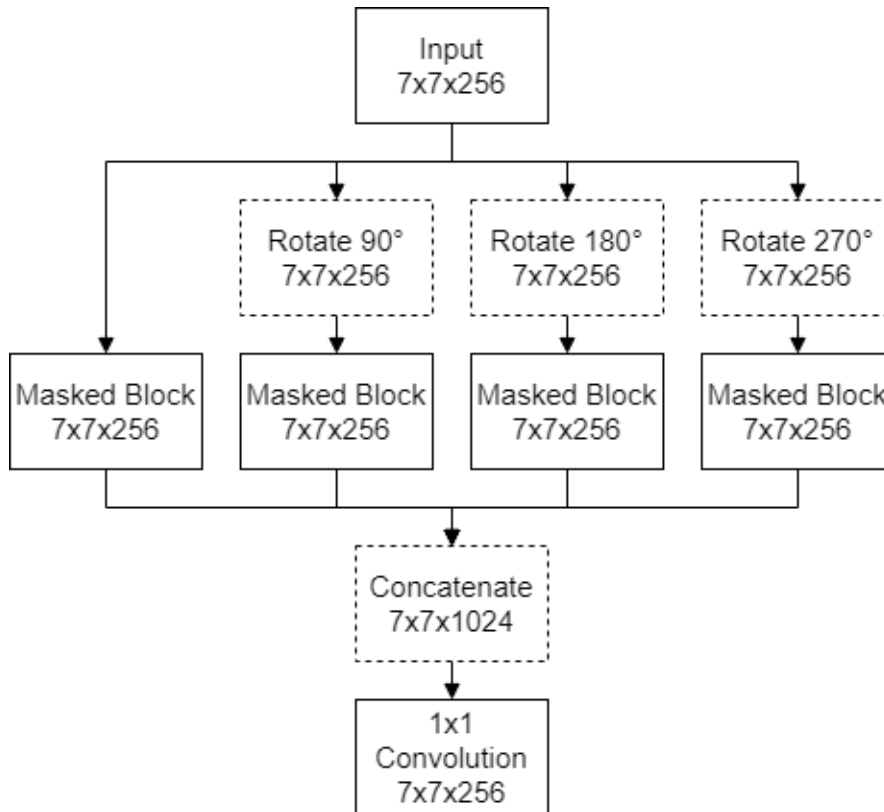 Input
7x7x256
Rotate 90°
7x7x256
Rotate 180°
7x7x256
Rotate 270°
7x7x256
Masked Block
7x7x256
Masked Block
7x7x256
Masked Block
7x7x256
Masked Block
7x7x256
Concatenate
7x7x1024
1x1
Convolution
7x7x256